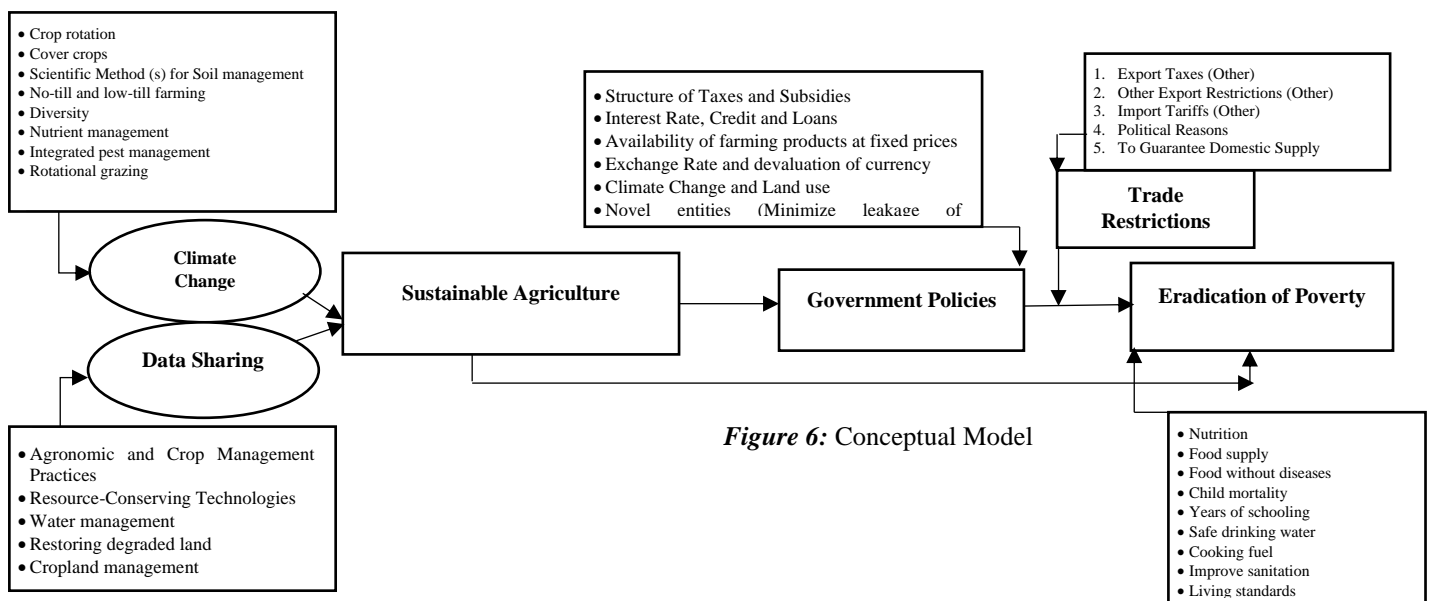 • Crop rotation
• Cover crops
• Scientific Method (s) for Soil management
• No-till and low-till farming
• Diversity
• Nutrient management
• Integrated pest management
• Rotational grazing
• Structure of Taxes and Subsidies
• Interest Rate, Credit and Loans
• Availability of farming products at fixed prices
• Exchange Rate and devaluation of currency
• Climate Change and Land use
• Novel entities (Minimize leakage of
1. Export Taxes (Other)
2. Other Export Restrictions (Other)
3. Import Tariffs (Other)
4. Political Reasons
5. To Guarantee Domestic Supply
Trade
Restrictions
Climate
Change
Data Sharing
Sustainable Agriculture
Government Policies
Eradication of Poverty
• Agronomic and Crop Management
Practices
• Resource-Conserving Technologies
• Water management
• Restoring degraded land
• Cropland management
Figure 6: Conceptual Model
• Nutrition
• Food supply
• Food without diseases
• Child mortality
• Years of schooling
• Safe drinking water
• Cooking fuel
• Improve sanitation
• Living standards